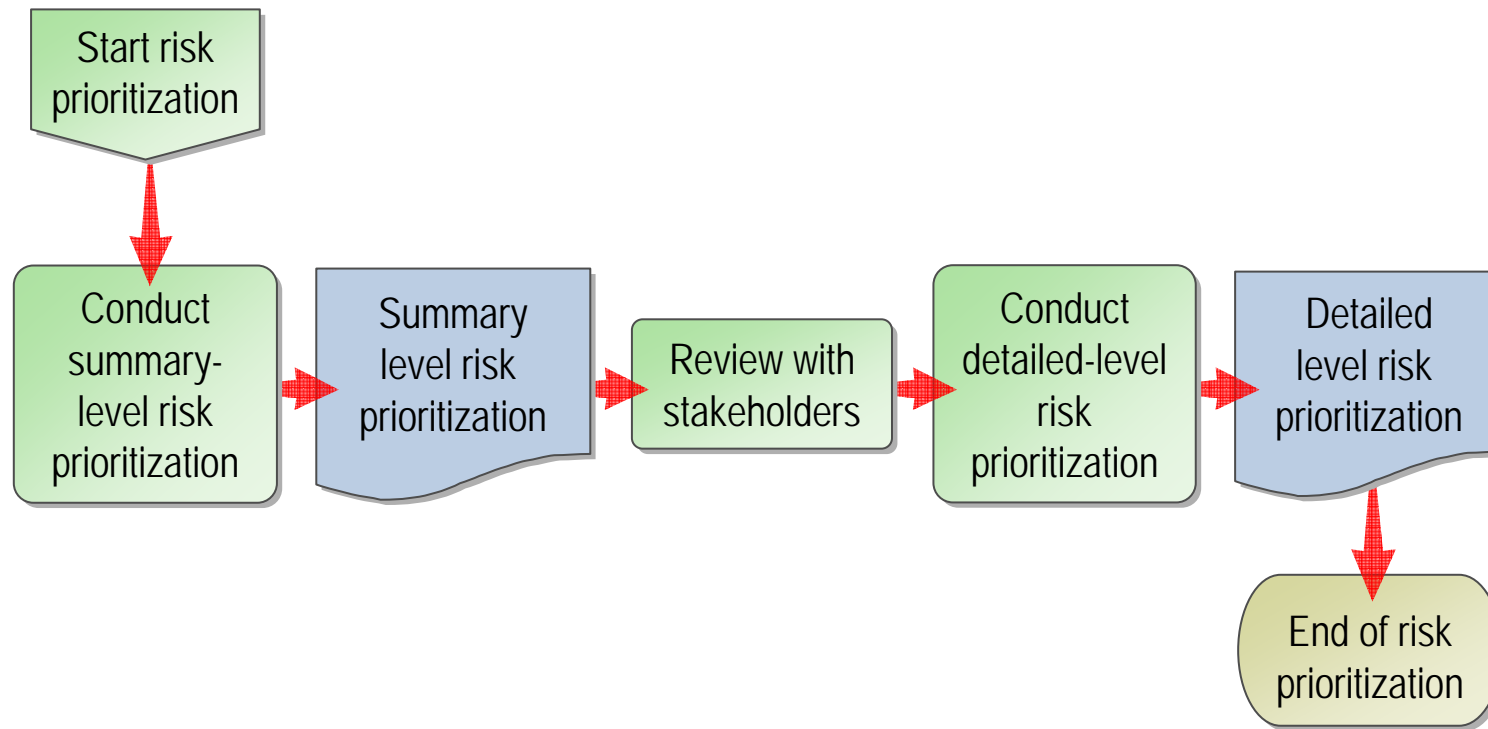 Start risk
prioritization
Conduct
summary-
level risk
prioritization
Summary
level risk
prioritization
Review with
stakeholders
Conduct
detailed-level
risk
prioritization
Detailed
level risk
prioritization
End of risk
prioritization